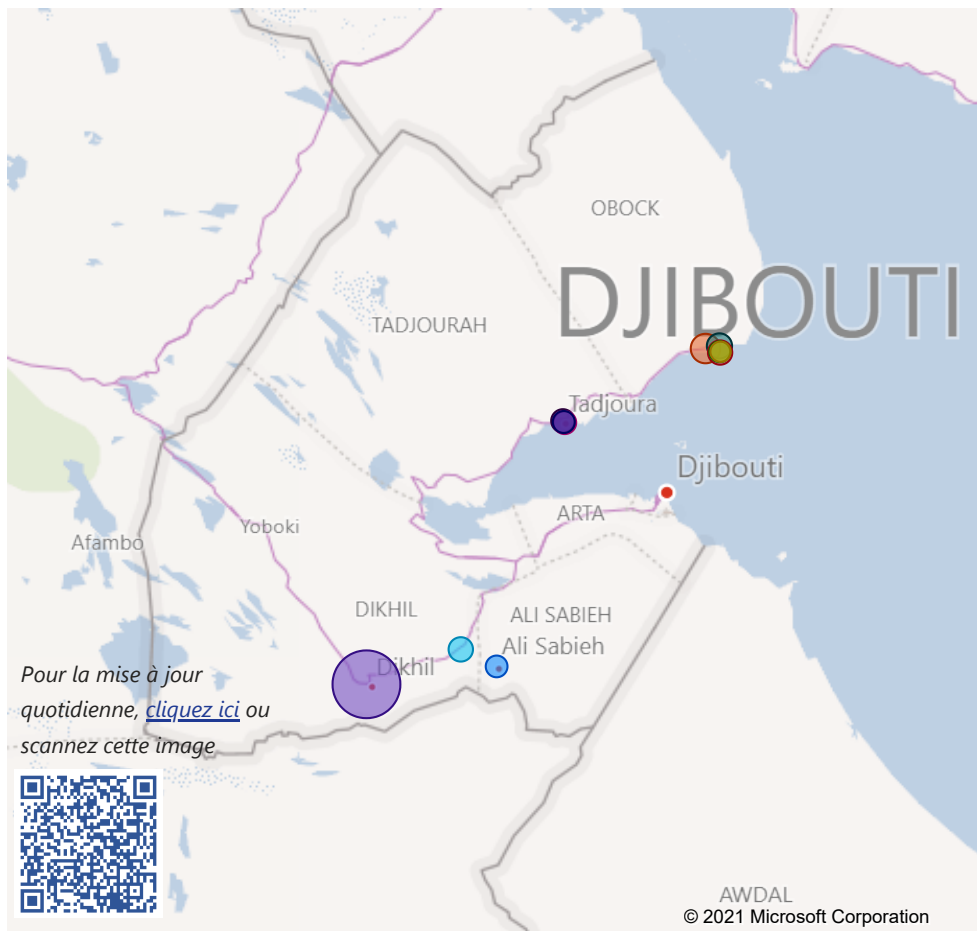 OBOCK
DJIBOUTI
TADJOURAH
Tadjoura
Djibouti
ARTA
Yoboki
Afambo
DIKHIL
ALI SABIEH
Ali Sabieh
Dikhil
Pour la mise à jour
quotidienne, cliquez ici ou
scannez cette image
AWDAL
© 2021 Microsoft Corporation